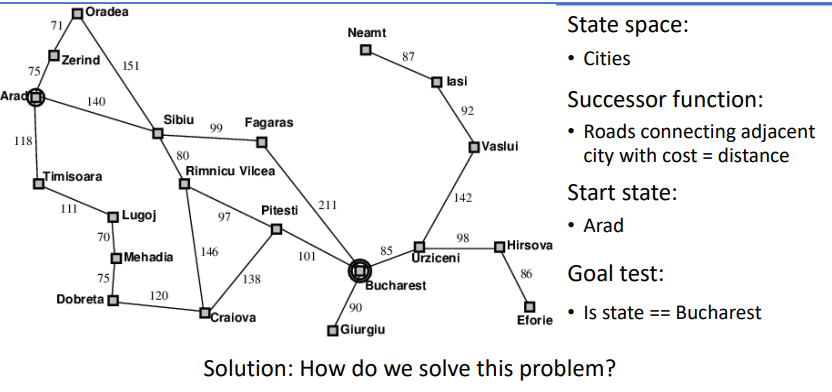 Oradea
71
Neamt
Zerind
87
75
151
Iasi
Arad
140
92
Sibiu
99
Fagaras
118
80
Vaslui
Timisoara
Rimnicu Vilcea
111
Lugoj
97
Pitesti
211
142
70
98
Hirsova
Mehadia
146
101
85
Urziceni
75
138
86
Bucharest
Dobreta
120
90
Craiova
Eforie
Giurgiu
State space:
• Cities
Successor function:
• Roads connecting adjacent
city with cost = distance
Start state:
• Arad
Goal test:
• Is state == Bucharest
Solution: How do we solve this problem?